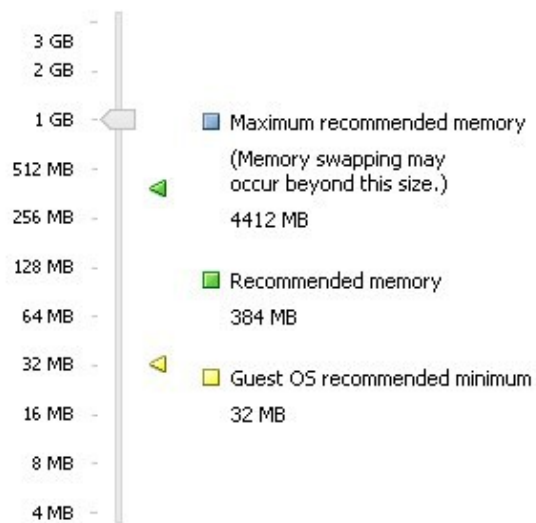 3 GB
2 GB
1 GB
512 MB
256 MB
128 MB
64 MB
32 MB
16 MB
8 MB
4 MB
Maximum recommended memory
(Memory swapping may
occur beyond this size.)
4412 MB
Recommended memory
384 MB
Guest OS recommended minimum
32 MB